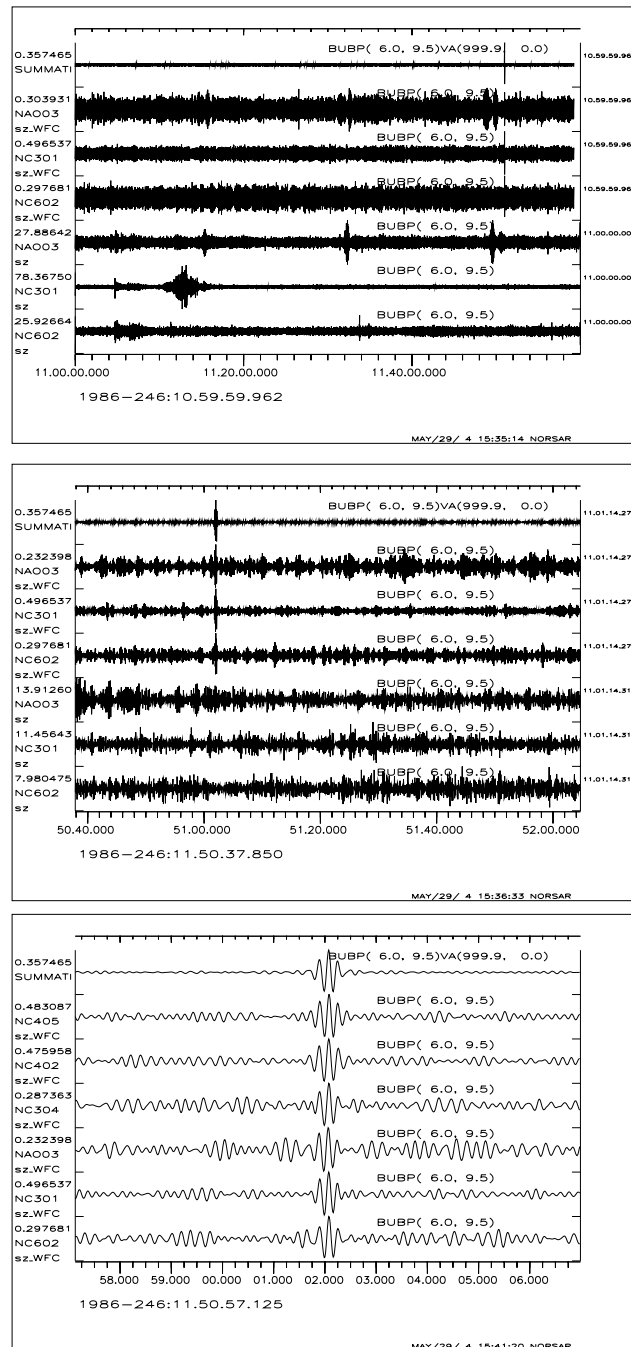 BUBP( 6.0, 9.5)VA(999.9, 0.0)
0.357465
SUMMATI
10.59.59.96
BUBP( 6.0, 9.5)
0.303931
NAO03
sz_WFC
10.59.59.96
BUBP( 6.0, 9.5)
0.496537
NC301
sz_WFC
10.59.59.96
BUBP( 6.0, 9.5)
0.297681
NC602
sz_WFC
10.59.59.96
BUBP( 6.0, 9.5)
27.88642
NAO03
sz
11.00.00.00
BUBP( 6.0, 9.5)
78.36750
NC301
sz
11.00.00.00
BUBP( 6.0, 9.5)
25.92664
NC602
sz
11.00.00.00
11.00.00.000 11.20.00.000 11.40.00.000
1986-246:10.59.59.962
MAY/29/ 4 15:35:14 NORSAR
BUBP( 6.0, 9.5)VA(999.9, 0.0)
0.357465
SUMMATI
11.01.14.27
BUBP( 6.0, 9.5)
0.232398
NAO03
sz_WFC
11.01.14.27
BUBP( 6.0, 9.5)
0.496537
NC301
sz_WFC
11.01.14.27
BUBP( 6.0, 9.5)
0.297681
NC602
sz_WFC
11.01.14.27
BUBP( 6.0, 9.5)
13.91260
NAO03
sz
11.01.14.31
BUBP( 6.0, 9.5)
11.45643
NC301
sz
11.01.14.31
BUBP( 6.0, 9.5)
7.980475
NC602
sz
11.01.14.31
50.40.000 51.00.000 51.20.000 51.40.000 52.00.000
1986-246:11.50.37.850
MAY/29/ 4 15:36:33 NORSAR
BUBP( 6.0, 9.5)VA(999.9, 0.0)
0.357465
SUMMATI
BUBP( 6.0, 9.5)
0.483087
NC405
sz_WFC
BUBP( 6.0, 9.5)
0.475958
NC402
sz_WFC
BUBP( 6.0, 9.5)
0.287363
NC304
sz_WFC
BUBP( 6.0, 9.5)
0.232398
NAO03
sz_WFC
BUBP( 6.0, 9.5)
0.496537
NC301
sz_WFC
BUBP( 6.0, 9.5)
0.297681
NC602
sz_WFC
58.000 59.000 00.000 01.000 02.000 03.000 04.000 05.000 06.000
1986-246:11.50.57.125
MAY/29/ 4 15:41:20 NORSAR